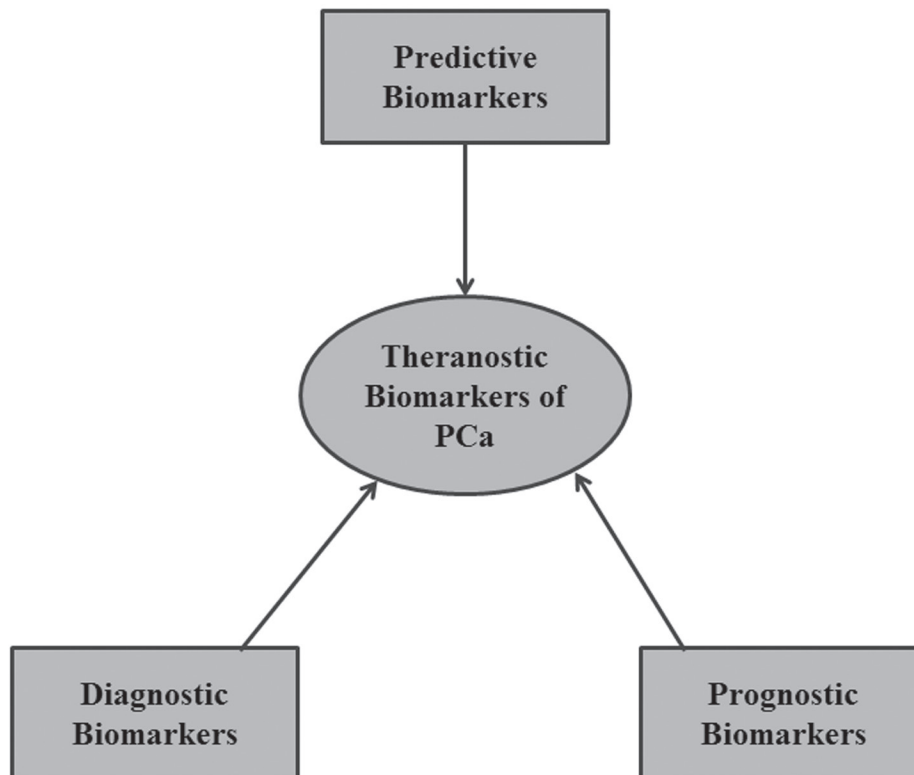 Predictive
Biomarkers
Theranostic
Biomarkers of
PCa
Diagnostic
Biomarkers
Prognostic
Biomarkers